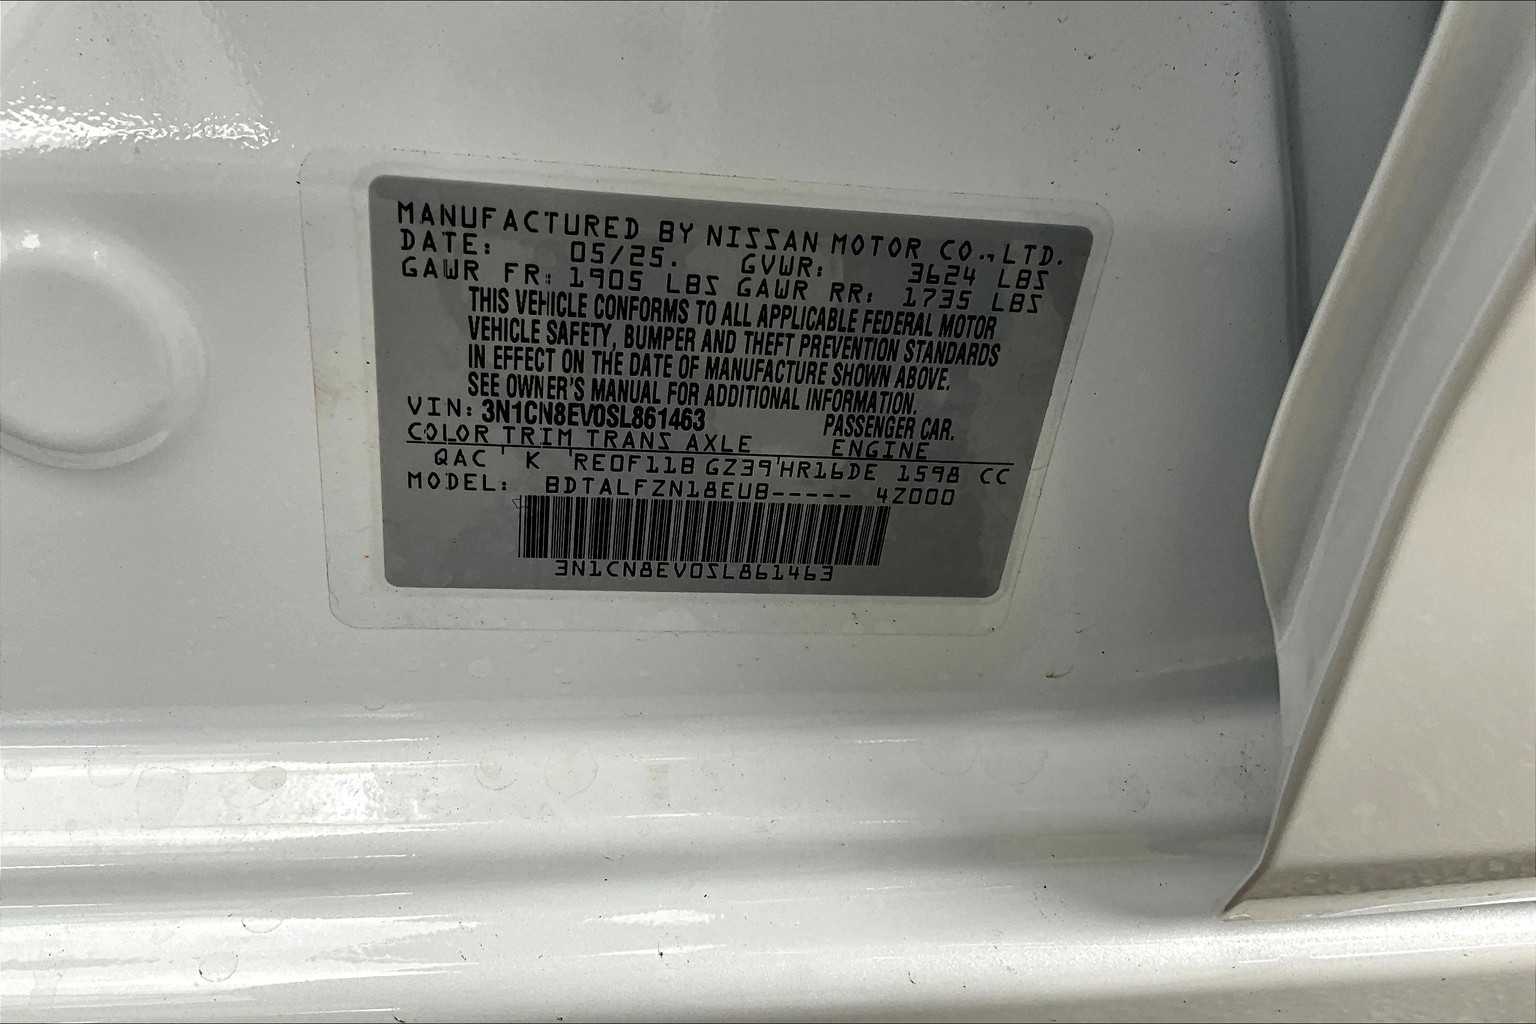 MANUFACTURED BY NISSAN MOTOR CO., LTD.
DATE: 05/25. GVWR: 3624 LBS
GAWR FR: 1905 LBS GAWR RR: 1735 LBS
THIS VEHICLE CONFORMS TO ALL APPLICABLE FEDERAL MOTOR
VEHICLE SAFETY, BUMPER AND THEFT PREVENTION STANDARDS
IN EFFECT ON THE DATE OF MANUFACTURE SHOWN ABOVE.
SEE OWNER'S MANUAL FOR ADDITIONAL INFORMATION.
VIN: 3N1CN8EV0SL861463 PASSENGER CAR.
COLOR TRIM TRANS AXLE ENGINE
QAC K RE0F11B GZ39 HR16DE 1598 CC
MODEL: BDTALFZN18EUB----- 4Z000
3N1CN8EV0SL861463